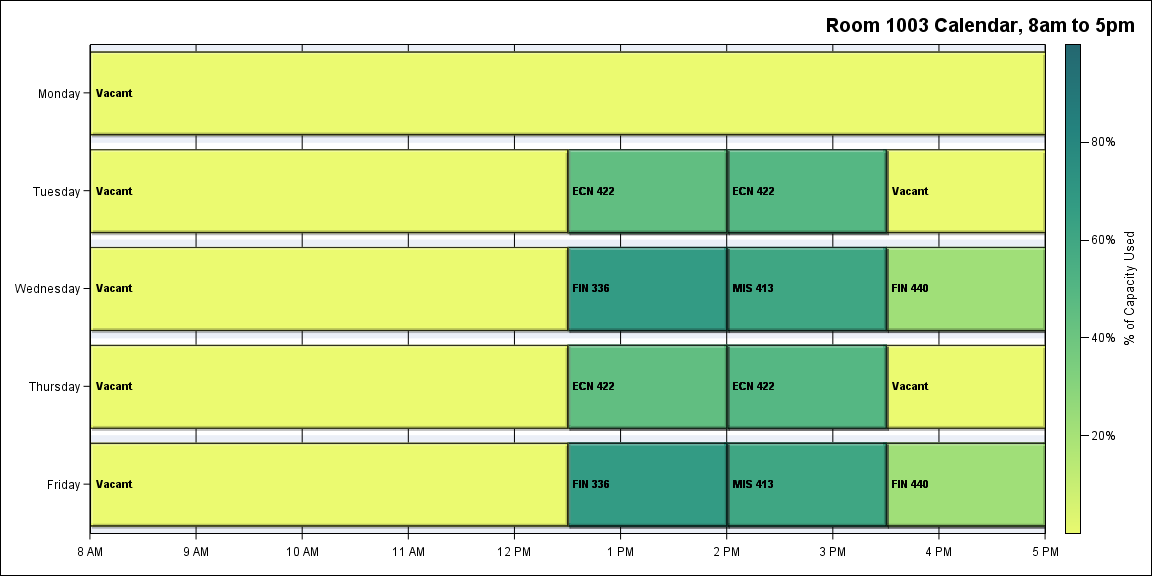 Room 1003 Calendar, 8am to 5pm
Monday
Vacant
80%
Tuesday
Vacant
ECN 422
ECN 422
Vacant
60%
Wednesday
Vacant
FIN 336
MIS 413
FIN 440
% of Capacity Used
40%
Thursday
Vacant
ECN 422
ECN 422
Vacant
20%
Friday
Vacant
FIN 336
MIS 413
FIN 440
8 AM 9 AM 10 AM 11 AM 12 PM 1 PM 2 PM 3 PM 4 PM 5 PM